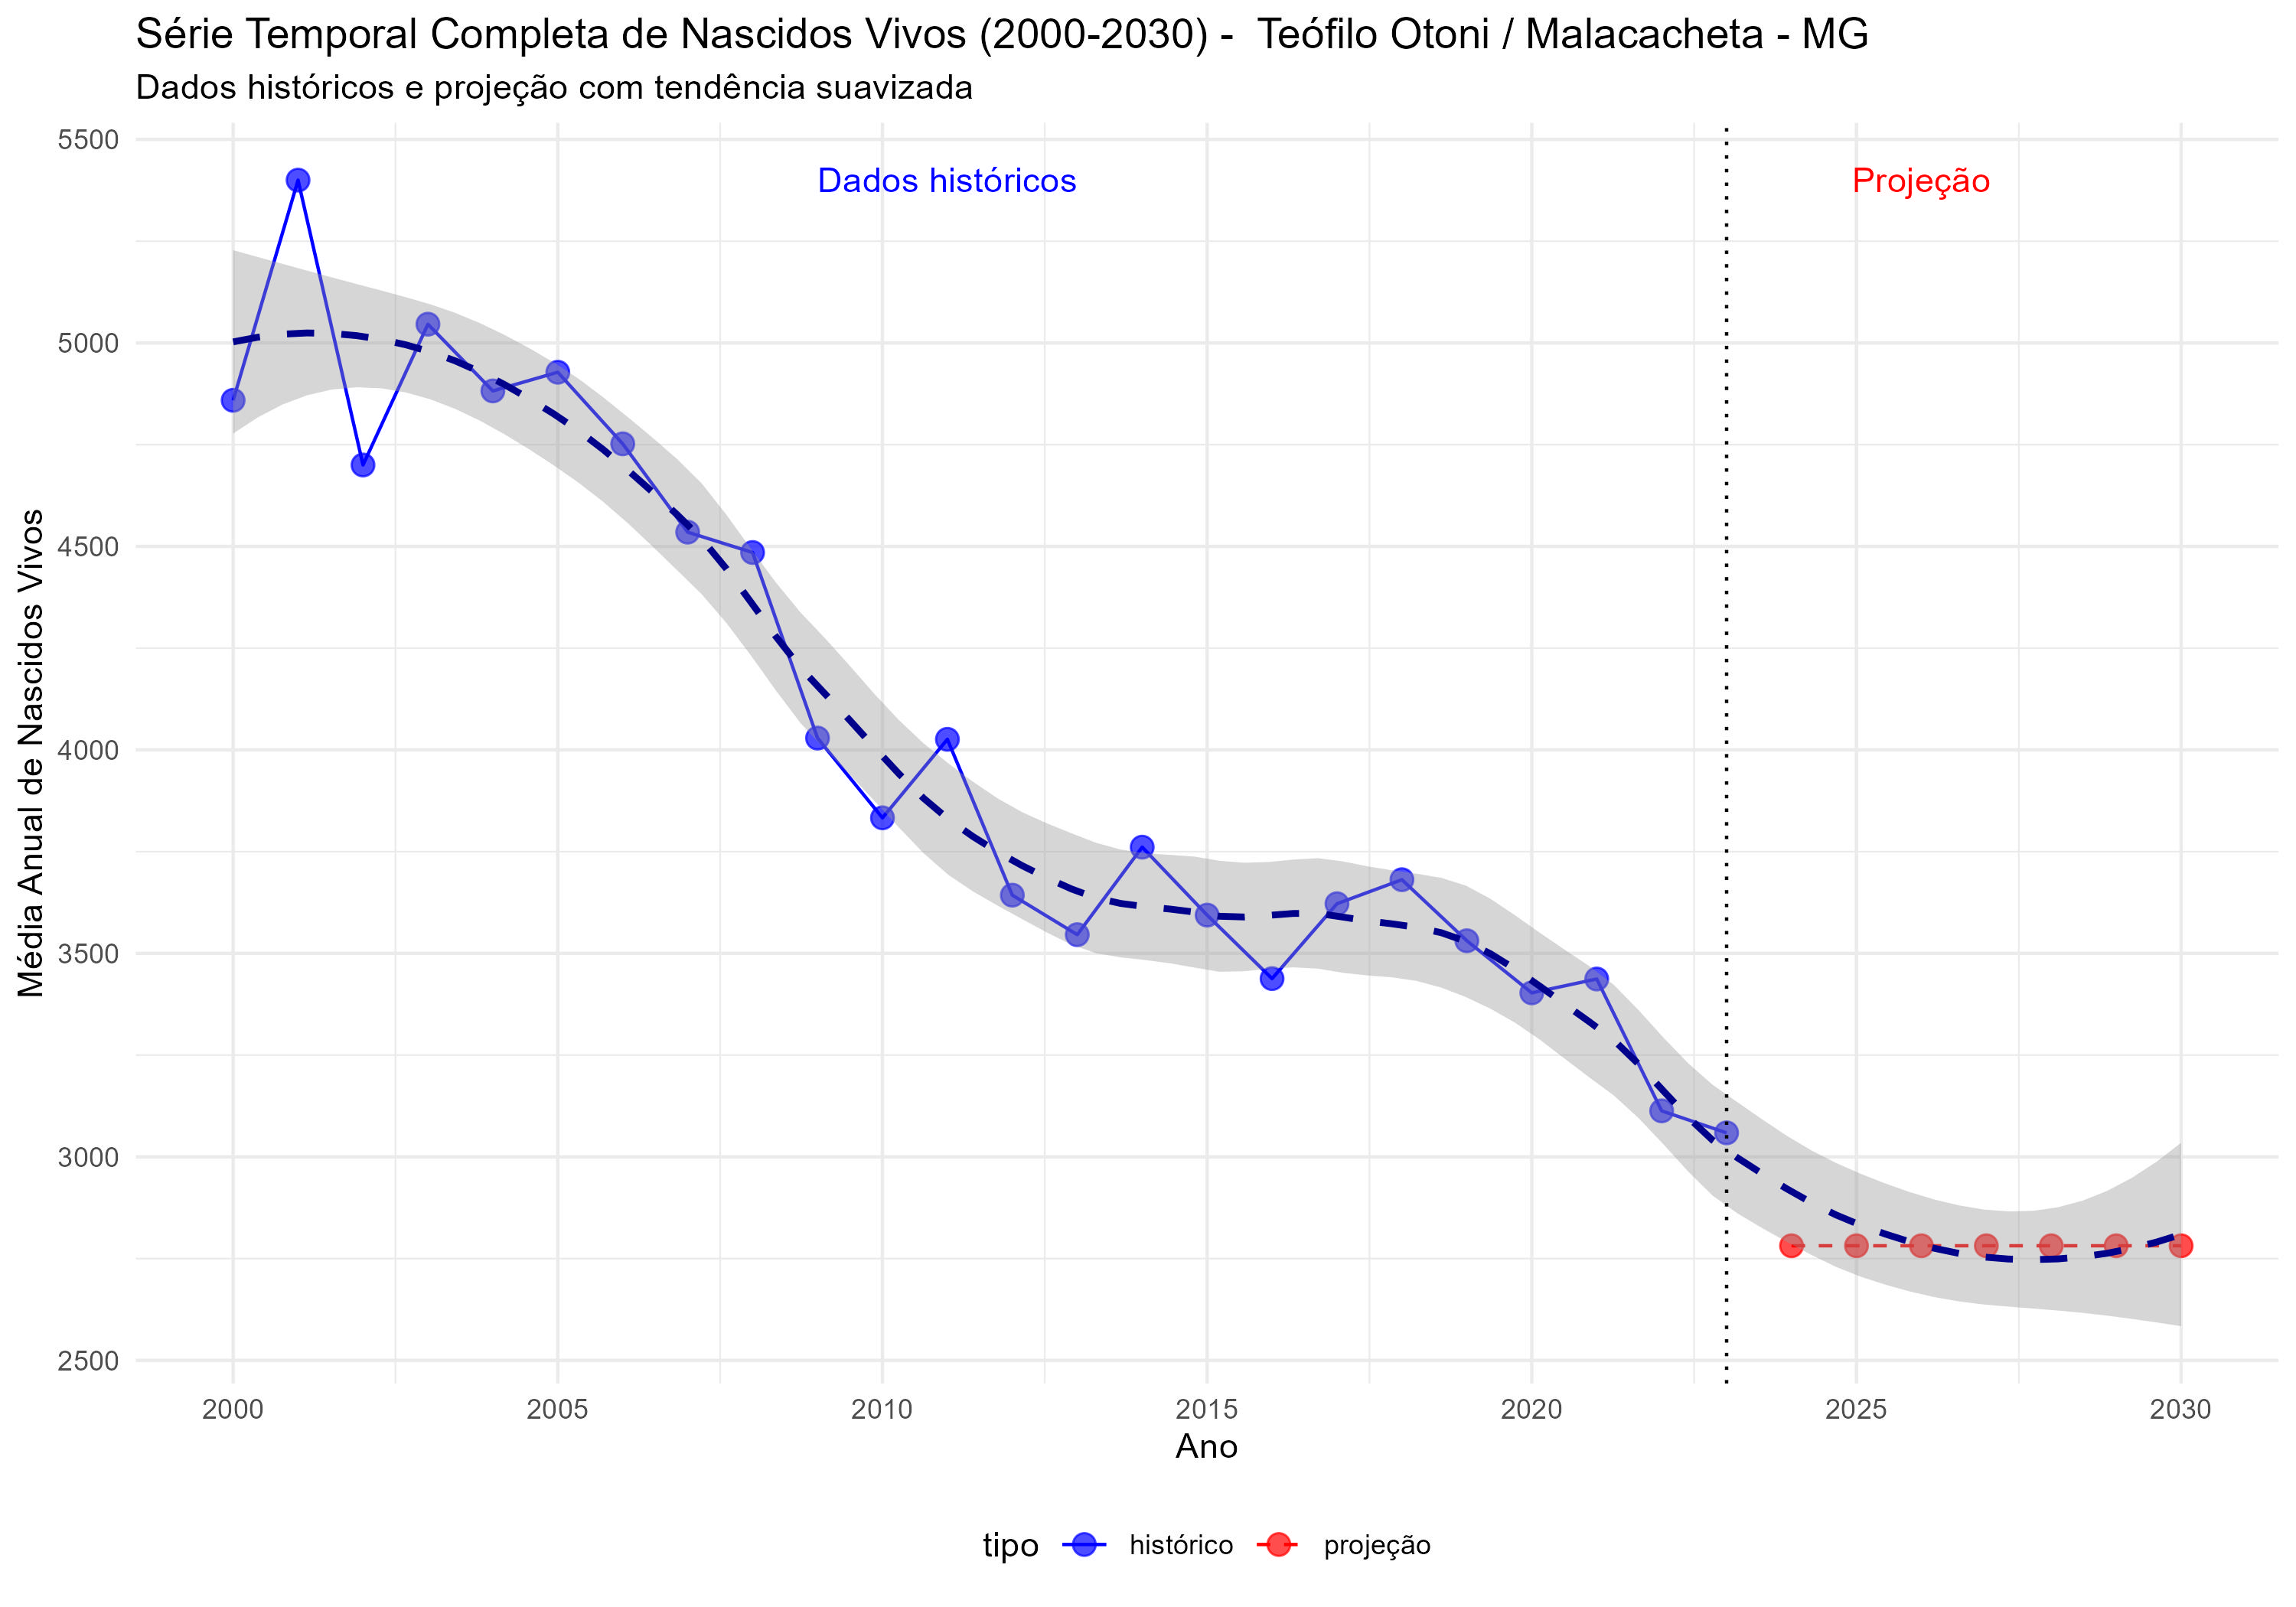 Série Temporal Completa de Nascidos Vivos (2000-2030) -  Teófilo Otoni / Malacacheta - MG
Dados históricos e projeção com tendência suavizada
Média Anual de Nascidos Vivos
5500
5000
4500
4000
3500
3000
2500
Dados históricos
Projeção
2000
2005
2010
2015
2020
2025
2030
Ano
tipo
histórico
projeção